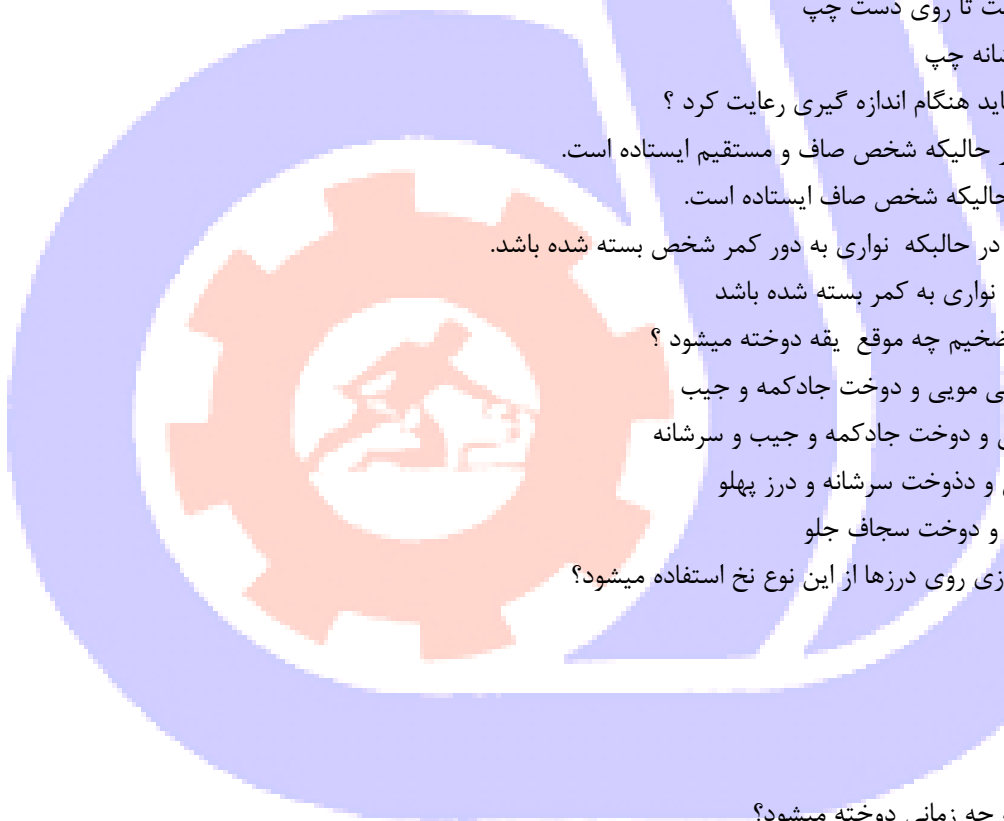 تا روی دست چپ
شانه چپ
باید هنگام اندازه گیری رعایت کرد ؟
حالیکه شخص صاف و مستقیم ایستاده است.
حالیکه شخص صاف ایستاده است.
در حالبکه نواری به دور کمر شخص بسته شده باشد.
نواری به کمر بسته شده باشد
ضخیم چه موقع یقه دوخته میشود ؟
مویی و دوخت جادکمه و جیب
و دوخت جادکمه و جیب و سرشانه
و دذوخت سرشانه و درز پهلو
و دوخت سجاف جلو
روی درزها از این نوع نخ استفاده میشود؟
چه زمانی دوخته میشود؟